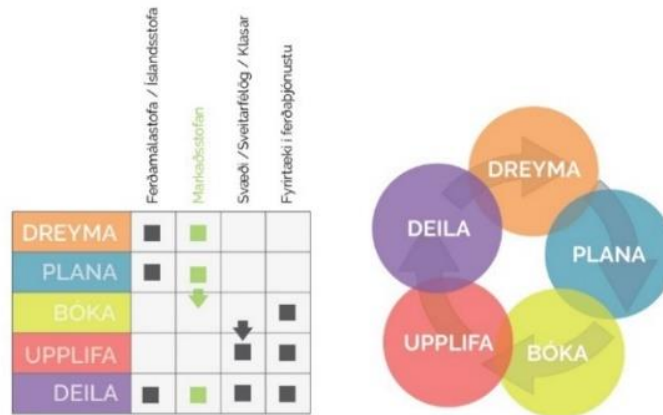 Ferðamálastofa / Íslandsstofa
Markaðsstofan
Svæði /Sveitarfélög / Klasar
Fyrirtæki í ferðaþjónustu
DREYMA
PLANA
BÓKA
UPPLIFA
DEILA
DREYMA
PLANA
BÓKA
UPPLIFA
DEILA